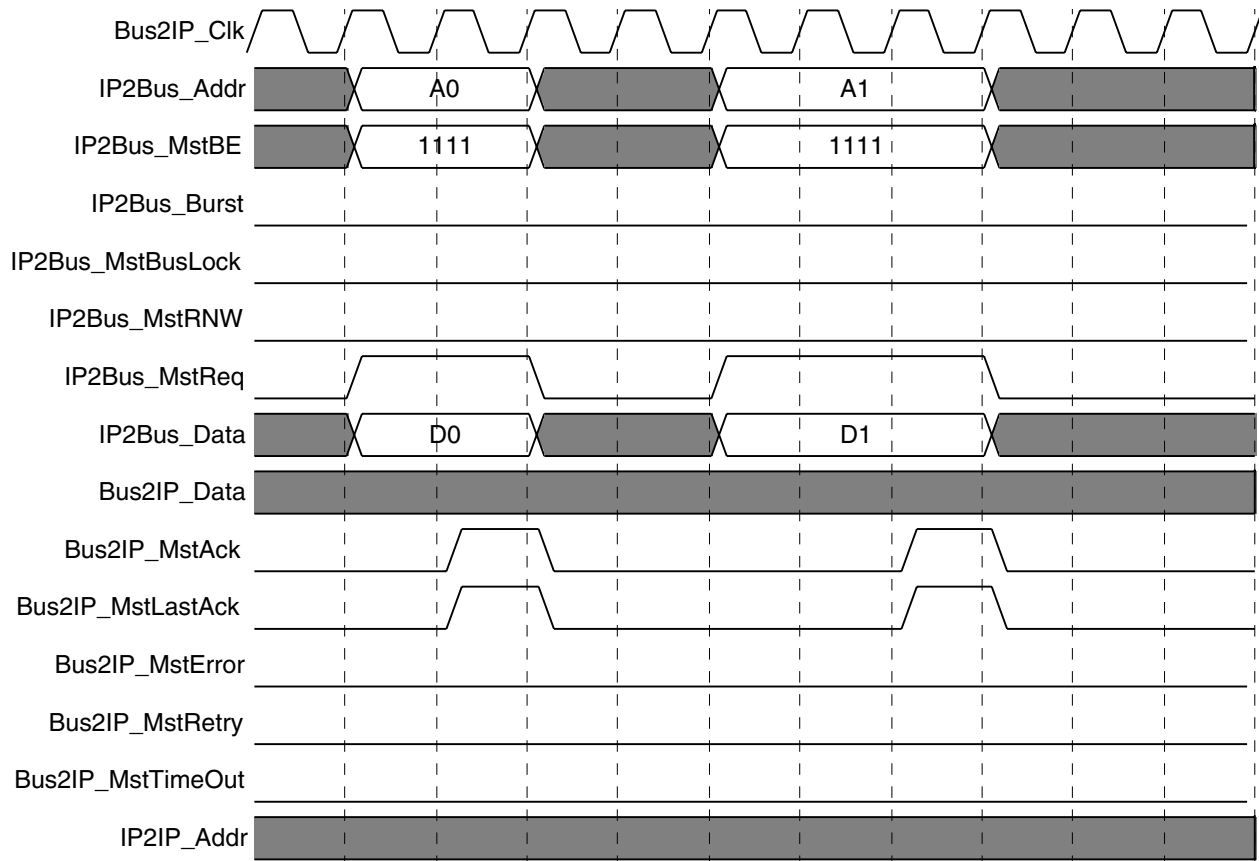 Bus2IP_Clk
IP2Bus_Addr A0 A1
IP2Bus_MstBE 1111 1111
IP2Bus_Burst
IP2Bus_MstBusLock
IP2Bus_MstRNW
IP2Bus_MstReq
IP2Bus_Data D0 D1
Bus2IP_Data
Bus2IP_MstAck
Bus2IP_MstLastAck
Bus2IP_MstError
Bus2IP_MstRetry
Bus2IP_MstTimeOut
IP2IP_Addr